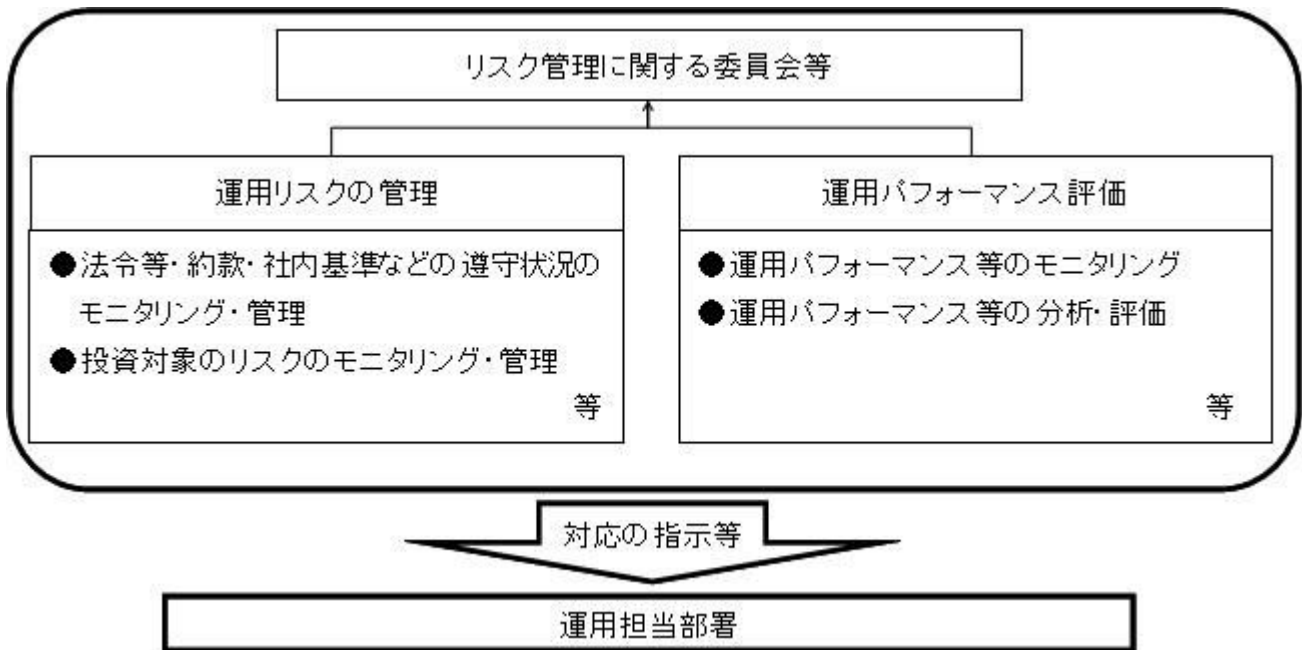 リスク管理に関する委員会等
運用リスクの管理
●法令等・約款・社内基準などの遵守状況の
モニタリング・管理
●投資対象のリスクのモニタリング・管理
等
運用パフォーマンス評価
●運用パフォーマンス等のモニタリング
●運用パフォーマンス等の分析・評価
等
対応の指示等
運用担当部署